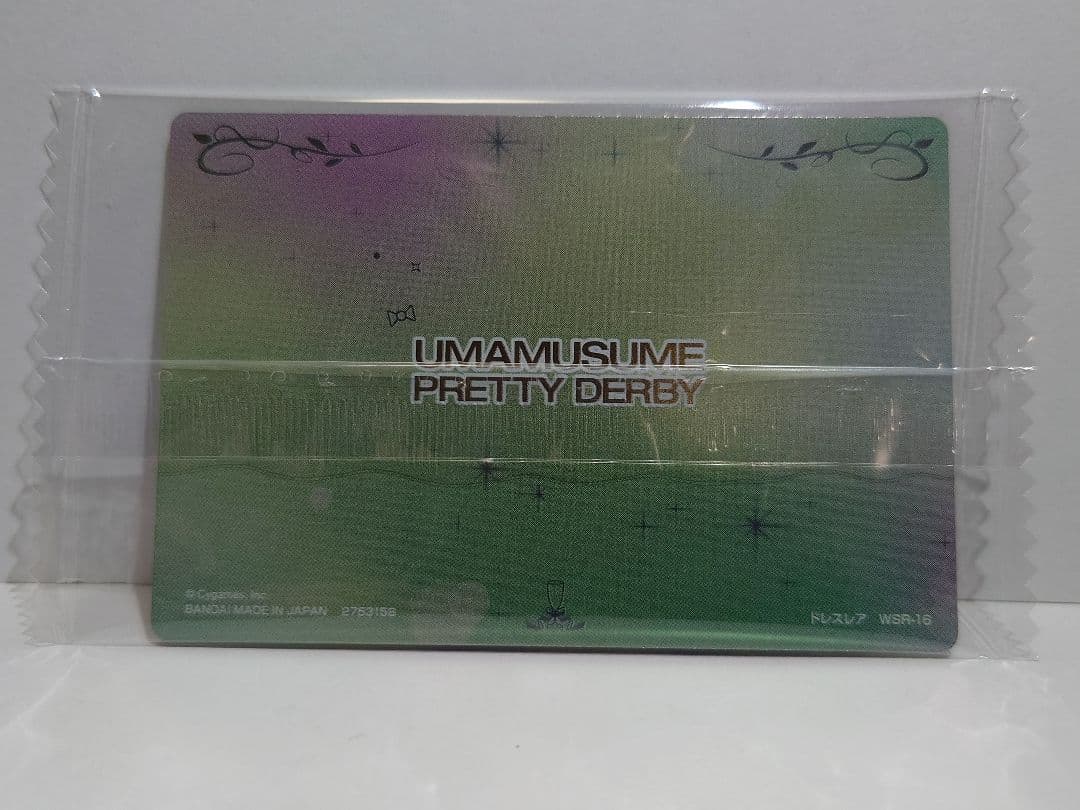 UMAMUSUME
PRETTY DERBY
© Cygames, Inc.
BANDAI MADE IN JAPAN 2753158
ドレスレア WSR-16